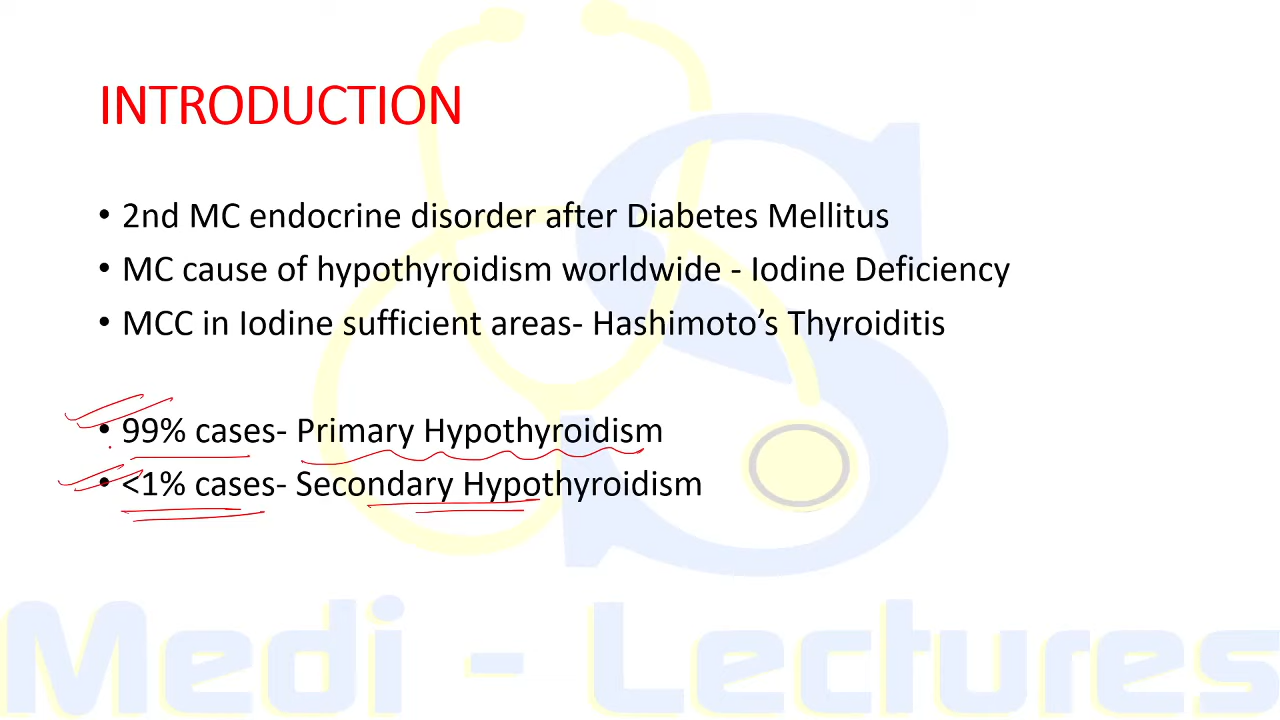 INTRODUCTION
• 2nd MC endocrine disorder after Diabetes Mellitus
• MC cause of hypothyroidism worldwide - Iodine Deficiency
• MCC in Iodine sufficient areas- Hashimoto’s Thyroiditis
• 99% cases- Primary Hypothyroidism
• <1% cases- Secondary Hypothyroidism
Medi - Lectures